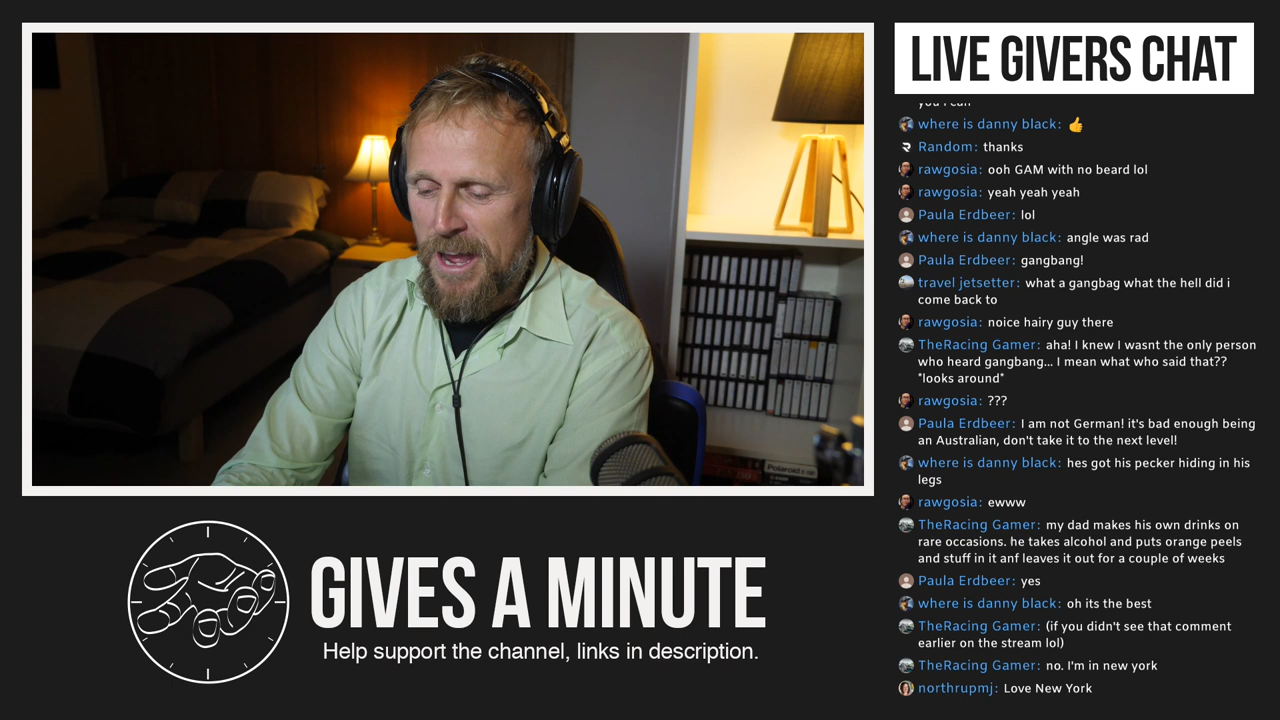 LIVE GIVERS CHAT
you I can
where is danny black: 👍
Random: thanks
rawgosia: ooh GAM with no beard lol
rawgosia: yeah yeah yeah
Paula Erdbeer: lol
where is danny black: angle was rad
Paula Erdbeer: gangbang!
travel jetsetter: what a gangbag what the hell did i
come back to
rawgosia: noice hairy guy there
TheRacing Gamer: aha! I knew I wasnt the only person
who heard gangbang... I mean what who said that??
*looks around*
rawgosia: ???
Paula Erdbeer: I am not German! it's bad enough being
an Australian, don't take it to the next level!
where is danny black: hes got his pecker hiding in his
legs
rawgosia: ewww
TheRacing Gamer: my dad makes his own drinks on
rare occasions. he takes alcohol and puts orange peels
and stuff in it anf leaves it out for a couple of weeks
Paula Erdbeer: yes
where is danny black: oh its the best
TheRacing Gamer: (if you didn't see that comment
earlier on the stream lol)
TheRacing Gamer: no. I'm in new york
northrupmj: Love New York
Polaroid
GIVES A MINUTE
Help support the channel, links in description.